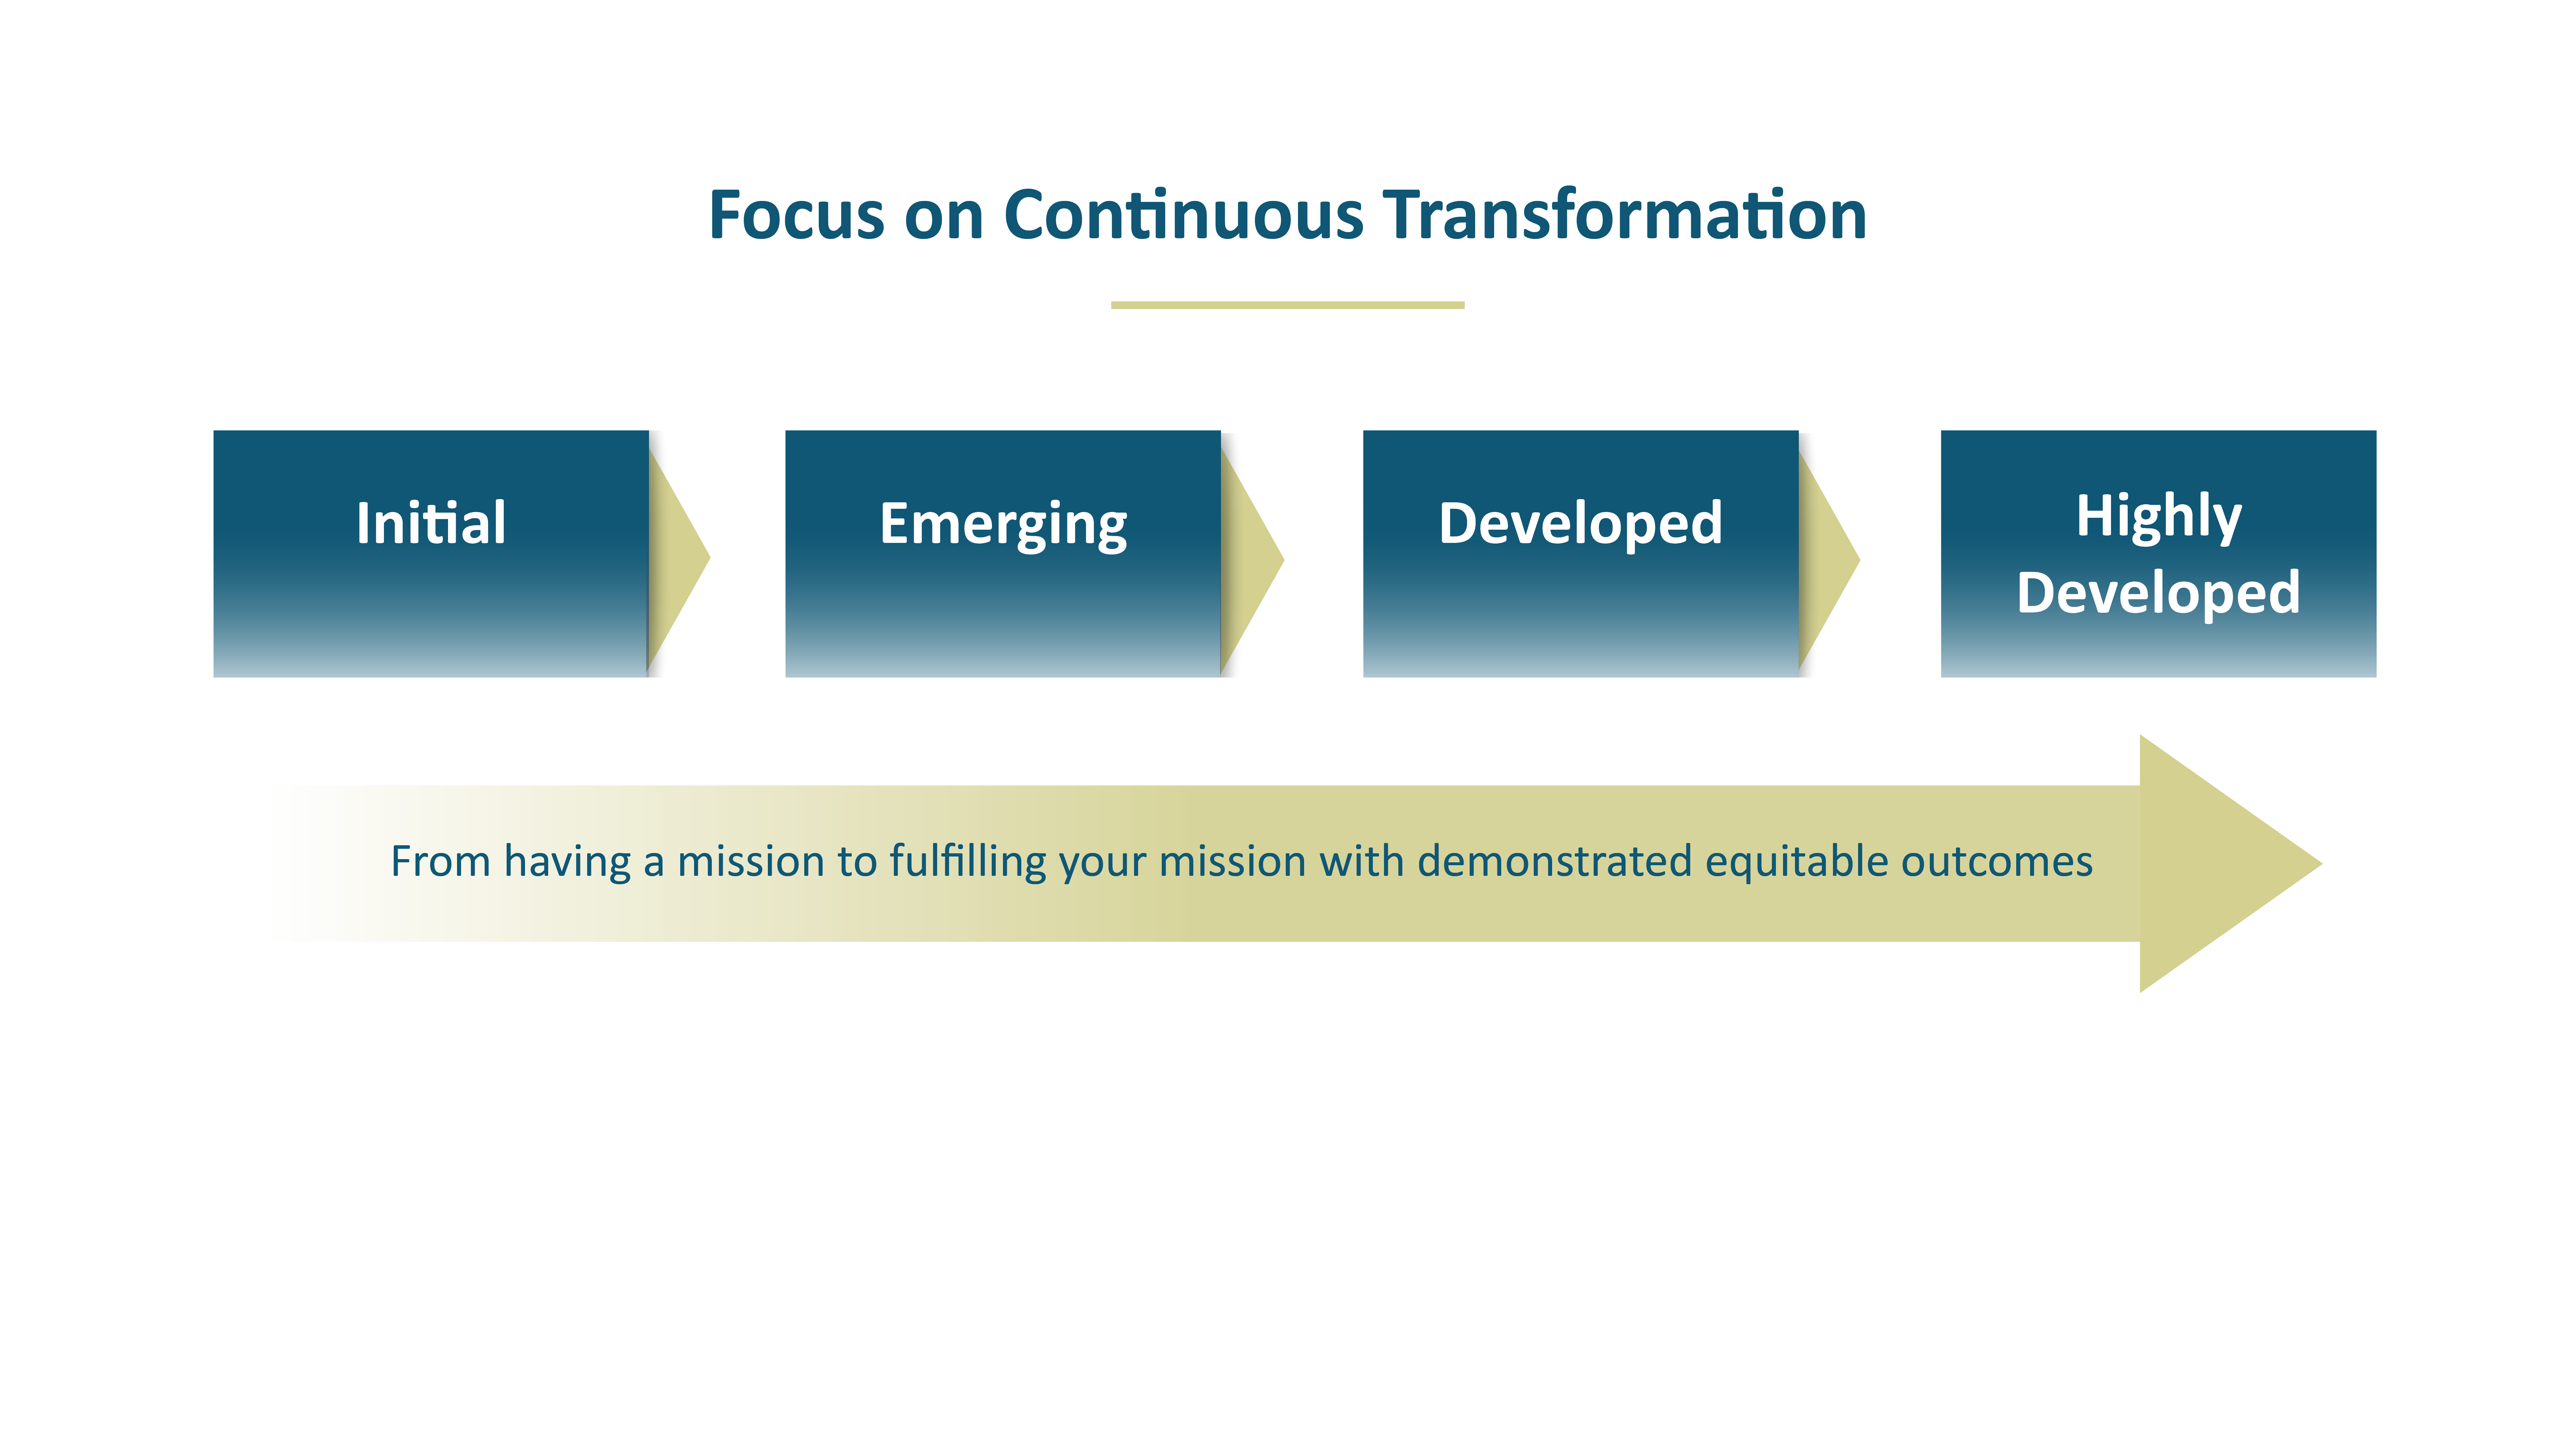 Focus on Continuous Transformation
Initial
Emerging
Developed
Highly
Developed
From having a mission to fulfilling your mission with demonstrated equitable outcomes